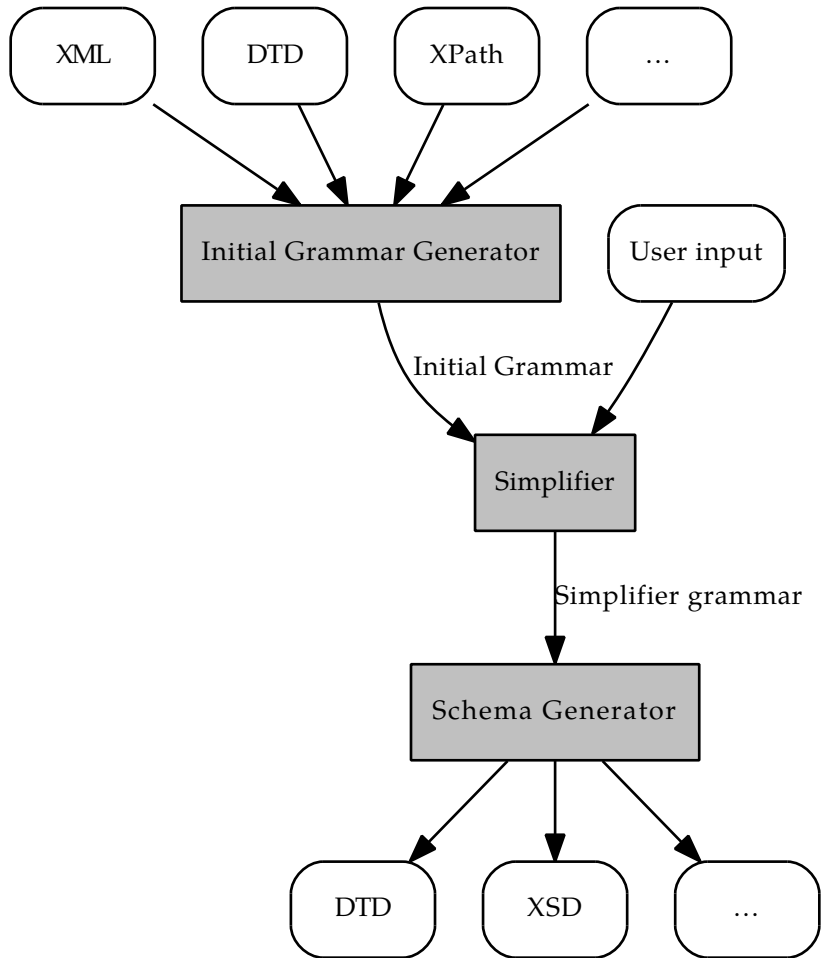 XML
DTD
XPath
...
Initial Grammar Generator
User input
Initial Grammar
Simplifier
Simplifier grammar
Schema Generator
DTD
XSD
...